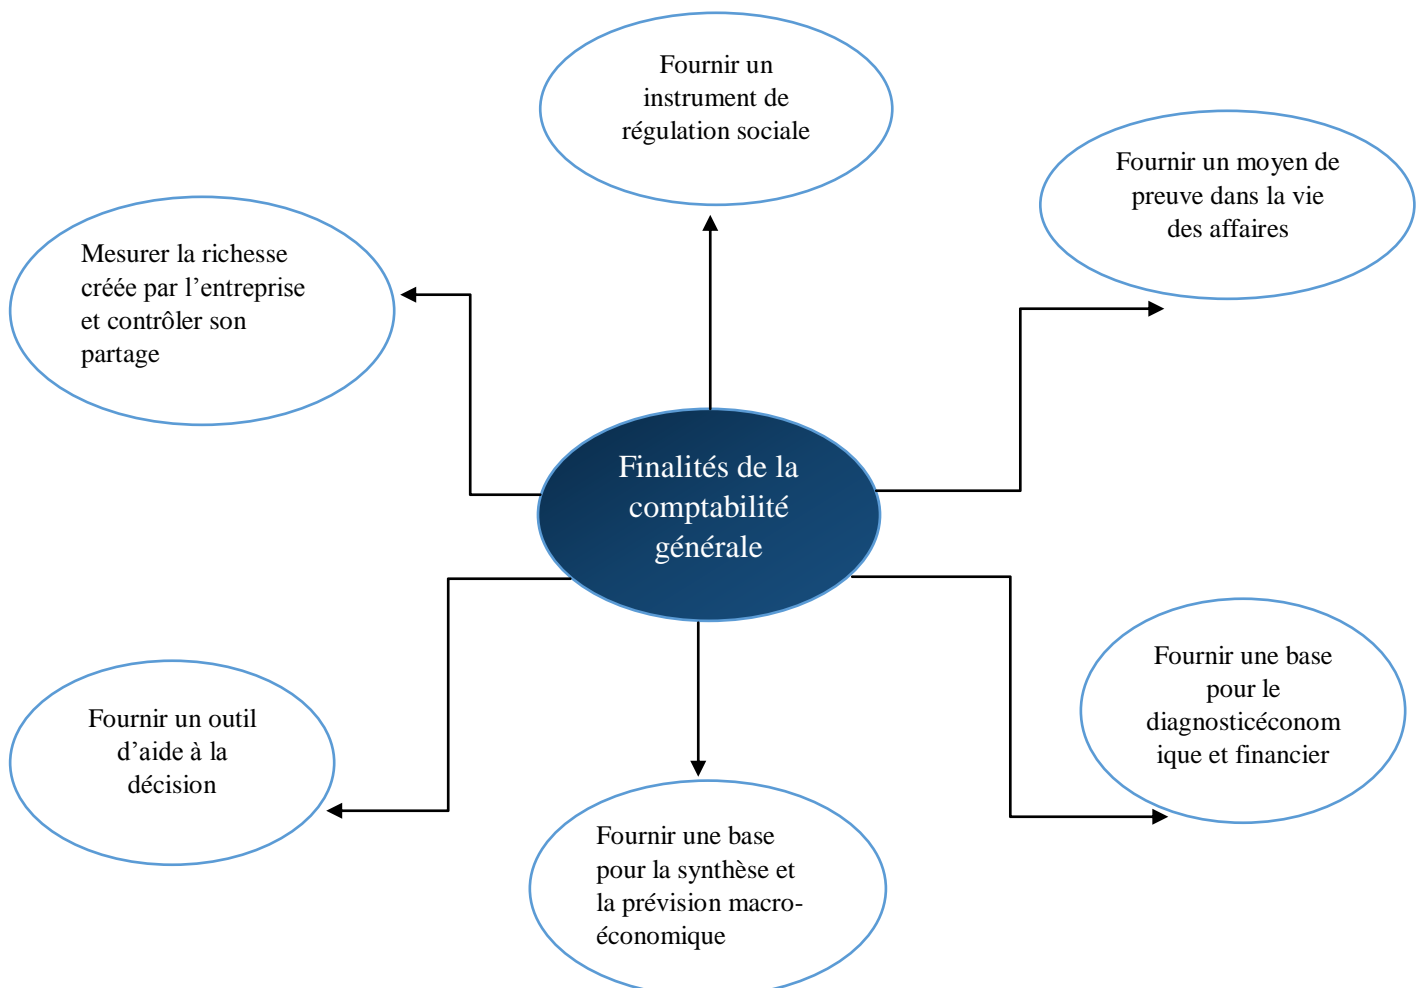 Fournir un
instrument de
régulation sociale
Fournir un moyen de
preuve dans la vie
des affaires
Mesurer la richesse
créée par l’entreprise
et contrôler son
partage
Finalités de la
comptabilité
générale
Fournir une base
pour le
diagnosticéconom
ique et financier
Fournir un outil
d’aide à la
décision
Fournir une base
pour la synthèse et
la prévision macro-
économique